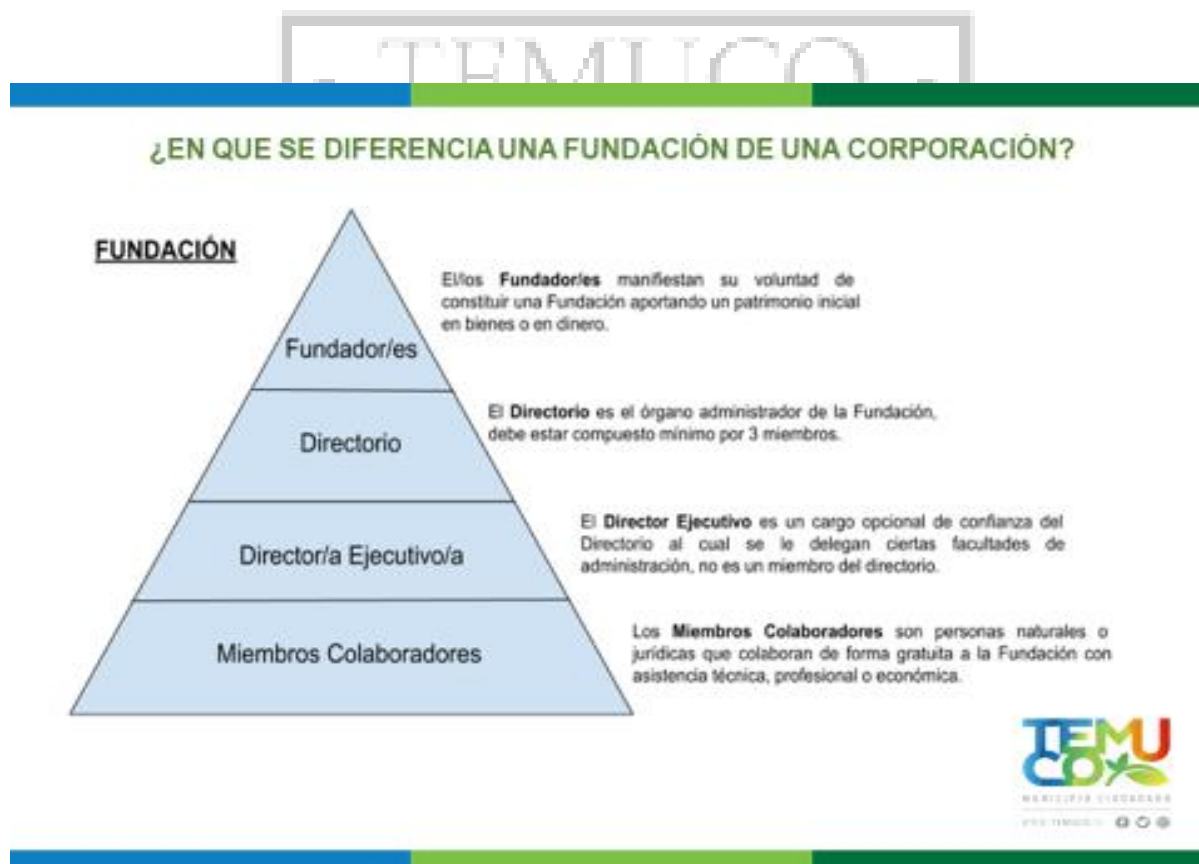 - TEMUCO -
¿EN QUE SE DIFERENCIA UNA FUNDACIÓN DE UNA CORPORACIÓN?
FUNDACIÓN
El/los Fundador/es manifiestan su voluntad de
constituir una Fundación aportando un patrimonio inicial
en bienes o en dinero.
Fundador/es
El Directorio es el órgano administrador de la Fundación,
debe estar compuesto mínimo por 3 miembros.
Directorio
El Director Ejecutivo es un cargo opcional de confianza del
Directorio al cual se le delegan ciertas facultades de
administración, no es un miembro del directorio.
Director/a Ejecutivo/a
Los Miembros Colaboradores son personas naturales o
jurídicas que colaboran de forma gratuita a la Fundación con
asistencia técnica, profesional o económica.
Miembros Colaboradores
TEMU
CO